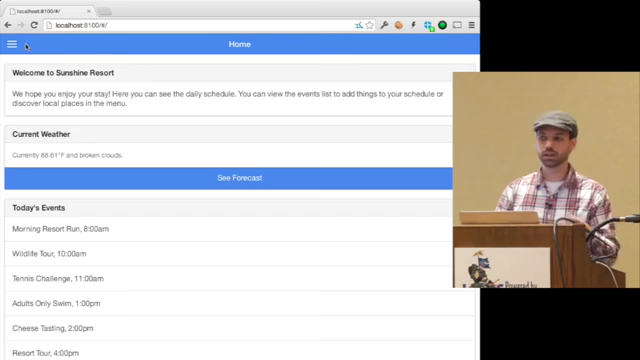 localhost:8100/#/
localhost:8100/#/
Home
Welcome to Sunshine Resort
We hope you enjoy your stay! Here you can see the daily schedule. You can view the events list to add things to your schedule or
discover local places in the menu.
Current Weather
Currently 88.61°F and broken clouds.
See Forecast
Today's Events
Morning Resort Run, 8:00am
Wildlife Tour, 10:00am
Tennis Challenge, 11:00am
Adults Only Swim, 1:00pm
Cheese Tasting, 2:00pm
Resort Tour, 4:00pm
Powered by